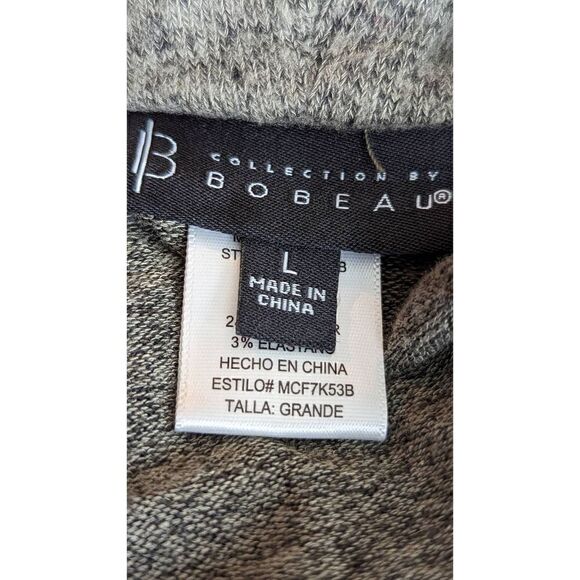 B COLLECTION BY
BOBEAU®
L
MADE IN
CHINA
3% ELASTANO
HECHO EN CHINA
ESTILO# MCF7K53B
TALLA: GRANDE